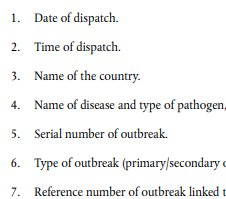 1. Date of dispatch.
2. Time of dispatch.
3. Name of the country.
4. Name of disease and type of pathogen,
5. Serial number of outbreak.
6. Type of outbreak (primary/secondary
7. Reference number of outbreak linked